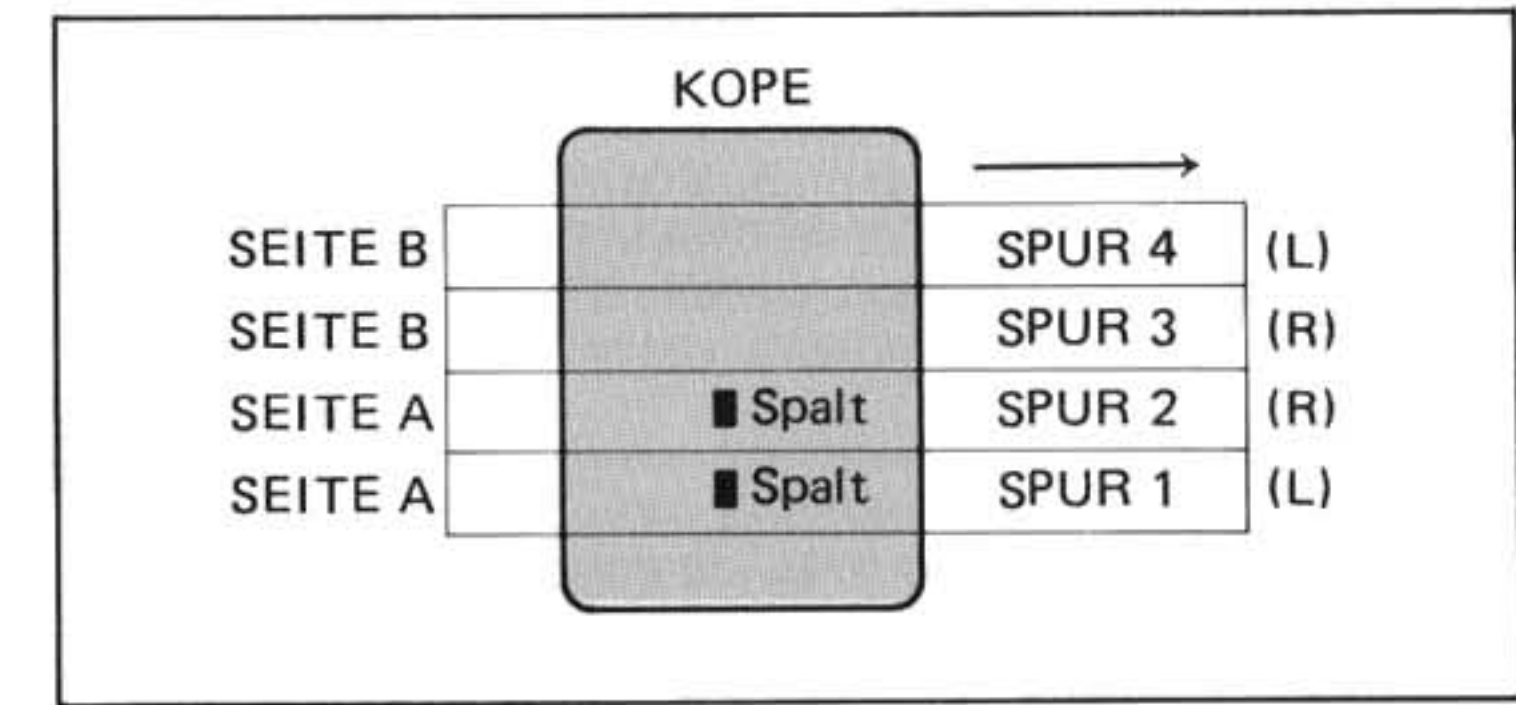 KOPE
SEITE B SPUR 4 (L)
SEITE B SPUR 3 (R)
SEITE A Spalt SPUR 2 (R)
SEITE A Spalt SPUR 1 (L)